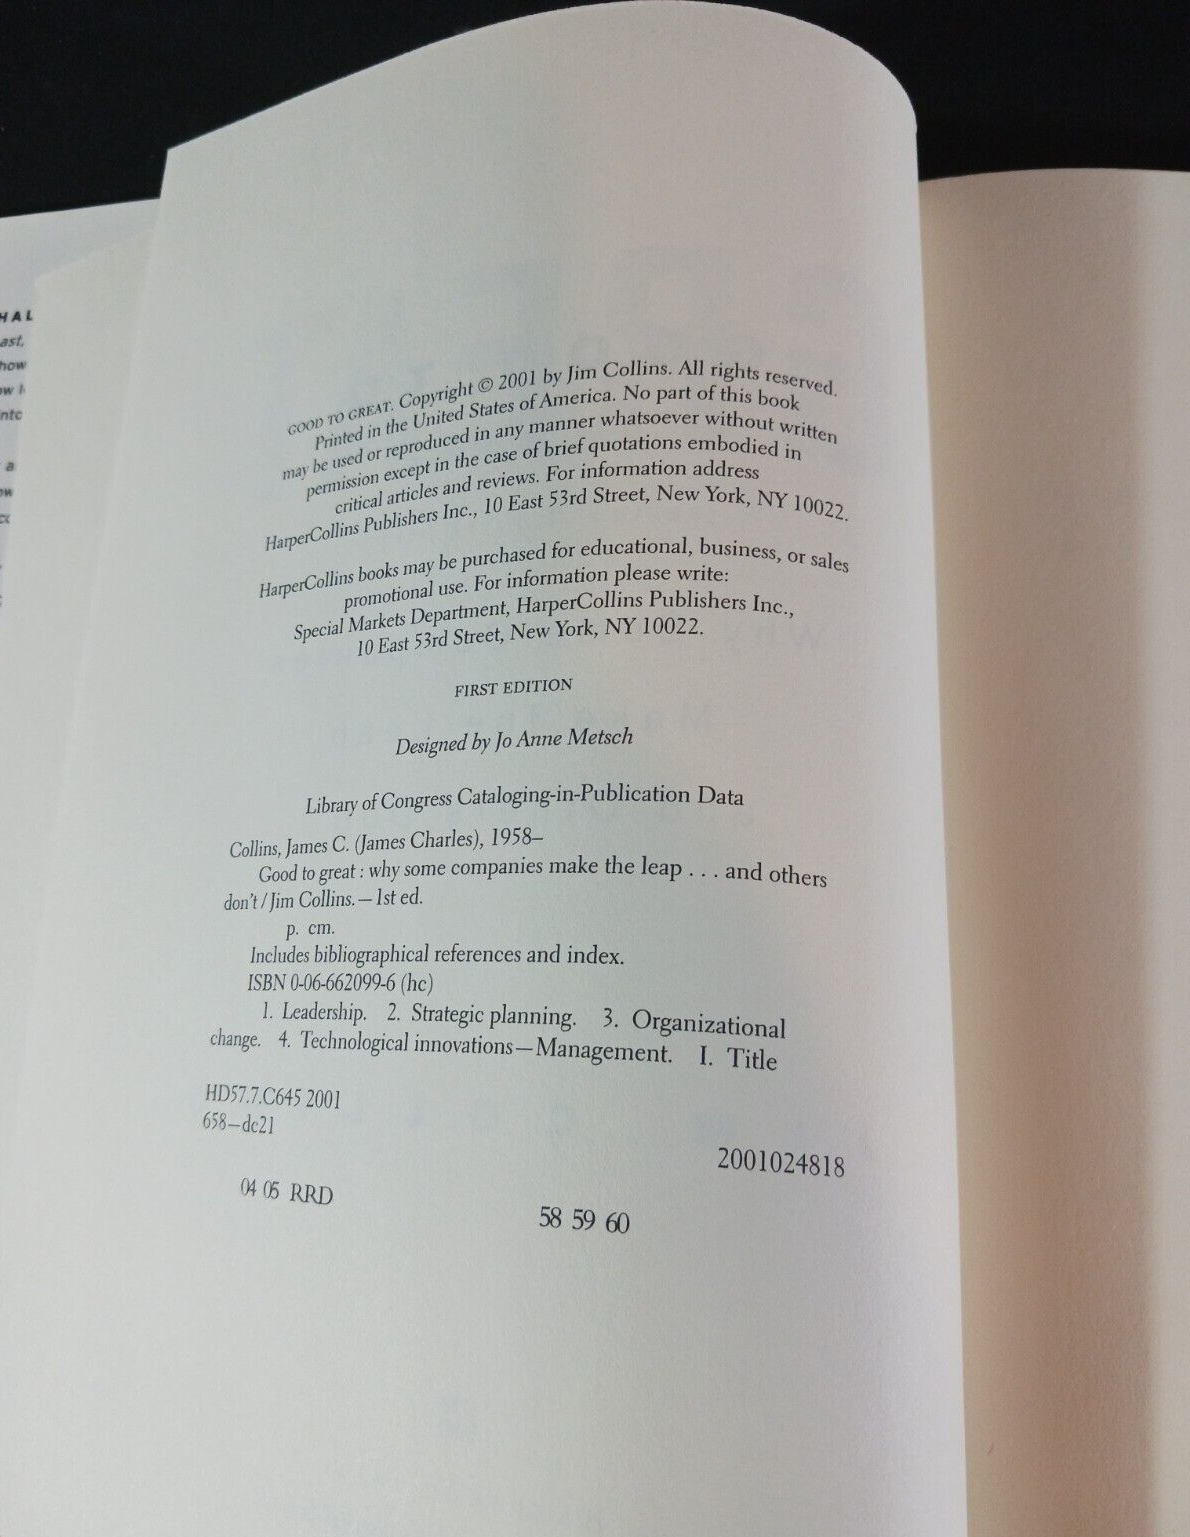 HAL
ast,
how
nto
a
GOOD TO GREAT. Copyright © 2001 by Jim Collins. All rights reserved.
Printed in the United States of America. No part of this book
may be used or reproduced in any manner whatsoever without written
permission except in the case of brief quotations embodied in
critical articles and reviews. For information address
HarperCollins Publishers Inc., 10 East 53rd Street, New York, NY 10022.
HarperCollins books may be purchased for educational, business, or sales
promotional use. For information please write:
Special Markets Department, HarperCollins Publishers Inc.,
10 East 53rd Street, New York, NY 10022.
FIRST EDITION
Designed by Jo Anne Metsch
Library of Congress Cataloging-in-Publication Data
Collins, James C. (James Charles), 1958–
Good to great : why some companies make the leap . . . and others
don't / Jim Collins. — 1st ed.
p. cm.
Includes bibliographical references and index.
ISBN 0-06-662099-6 (hc)
1. Leadership. 2. Strategic planning. 3. Organizational
change. 4. Technological innovations—Management. I. Title
HD57.7.C645 2001
658—dc21
2001024818
04 05 RRD
58 59 60